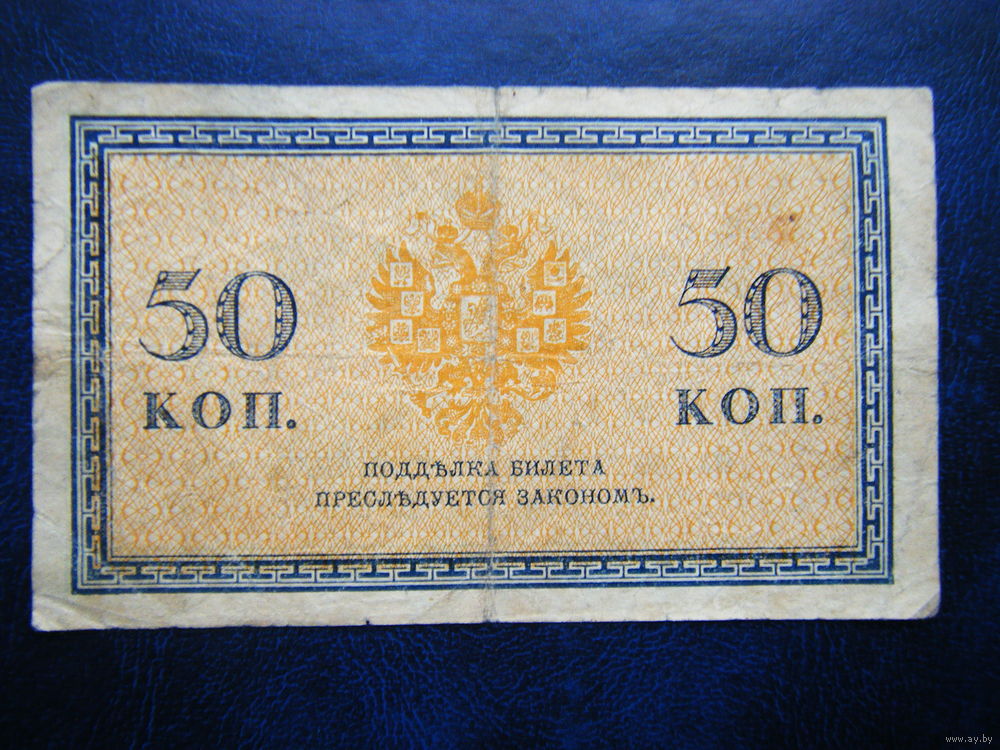 50 50
КОП. КОП.
ПОДДѢЛКА БИЛЕТА
ПРЕСЛѢДУЕТСЯ ЗАКОНОМЪ.
www.ay.by